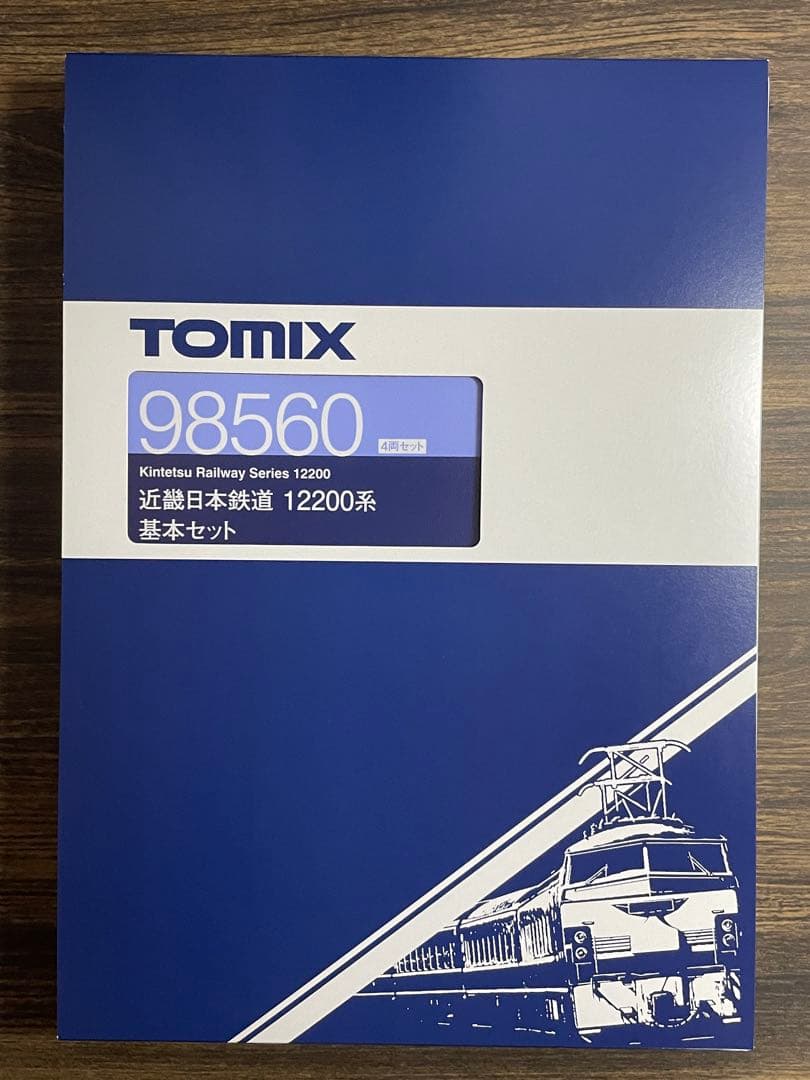 TOMIX
98560 4両セット
Kintetsu Railway Series 12200
近畿日本鉄道 12200系
基本セット